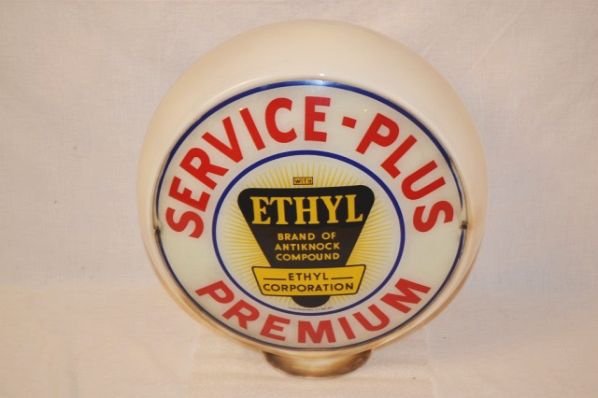 SERVICE-PLUS
WITH
ETHYL
BRAND OF
ANTIKNOCK
COMPOUND
ETHYL
CORPORATION
PREMIUM